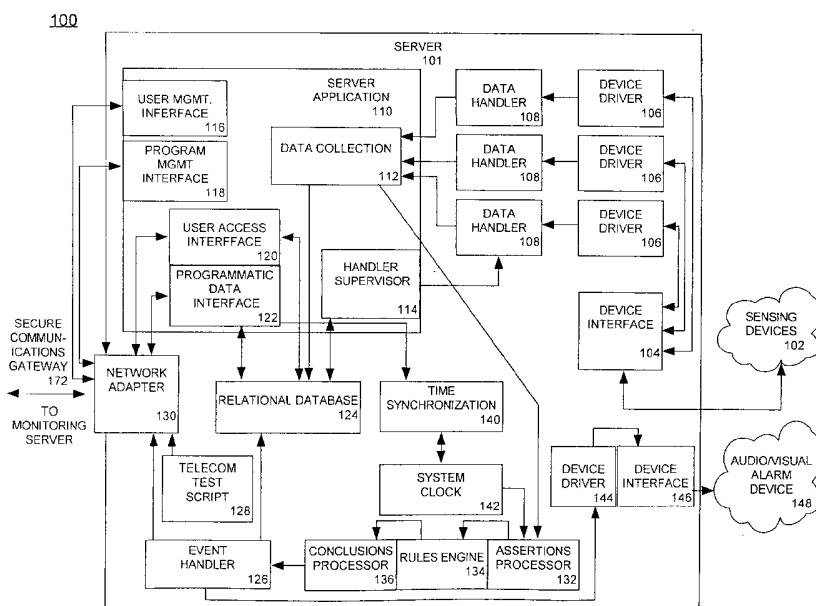 100
SERVER
101
SERVER
APPLICATION
110
USER MGMT.
INFERFACE
116
PROGRAM
MGMT
INTERFACE
118
DATA COLLECTION
112
DATA
HANDLER
108
DEVICE
DRIVER
106
DATA
HANDLER
108
DEVICE
DRIVER
106
DATA
HANDLER
108
DEVICE
DRIVER
106
USER ACCESS
INTERFFACE
120
PROGRAMMATIC
DATA
INTERFACE
122
HANDLER
SUPERVISOR
114
DEVICE
INTERFACE
104
SENSING
DEVICES
102
SECURE
COMMUN-
ICATIONS
GATEWAY
172
TO
MONITORING
SERVER
NETWORK
ADAPTER
130
RELATIONAL DATABASE
124
TIME
SYNCHRONIZATION
140
TELECOM
TEST
SCRIPT
128
SYSTEM
CLOCK
142
DEVICE
DRIVER
144
DEVICE
INTERFACE
146
AUDIO/VISUAL
ALARM
DEVICE
148
EVENT
HANDLER
126
CONCLUSIONS
PROCESSOR
136
RULES ENGINE
134
ASSERTIONS
PROCESSOR
132